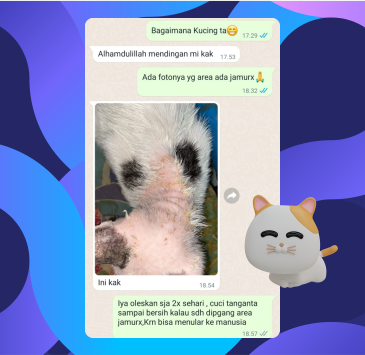 Bagaimana Kucing ta😁
17.29
Alhamdulillah mendingan mi kak
17.53
Ada fotonya yg area ada jamurx🙏
18.32
Ini kak
18.54
Iya oleskan sja 2x sehari , cuci tanganta
sampai bersih kalau sdh dipgang area
jamurx,Krn bisa menular ke manusia
18.57